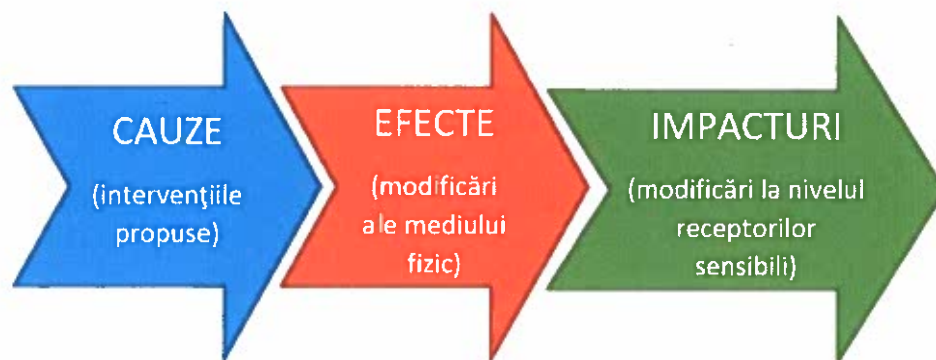 CAUZE
(intervenţiile
propuse)
EFECTE
(modificări
ale mediului
fizic)
IMPACTURI
(modificări la nivelul
receptorilor
sensibili)